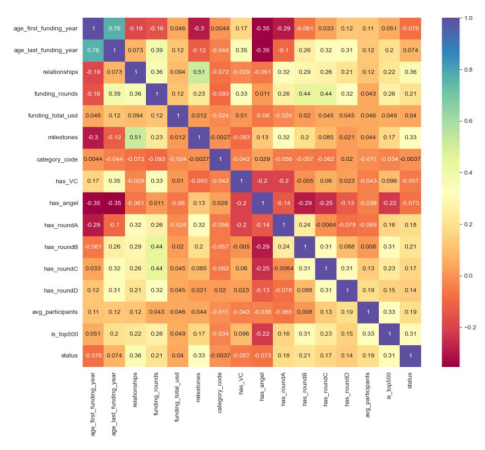 age_first_funding_year 1 0.76 -0.19 -0.16 0.046 -0.3 0.0044 0.17 -0.35 -0.29 -0.061 0.033 0.12 0.11 0.051 -0.076
age_last_funding_year 0.76 1 0.073 0.39 0.12 -0.12 -0.044 0.35 -0.35 -0.1 0.26 0.32 0.31 0.12 0.2 0.074
relationships -0.19 0.073 1 0.36 0.094 0.51 -0.072 -0.029 -0.061 0.32 0.29 0.26 0.21 0.12 0.22 0.36
funding_rounds -0.16 0.39 0.36 1 0.12 0.23 -0.093 0.33 0.011 0.26 0.44 0.44 0.32 0.043 0.26 0.21
funding_total_usd 0.046 0.12 0.094 0.12 1 0.012 -0.024 0.01 -0.06 -0.024 0.02 0.045 0.045 0.046 0.049 0.04
milestones -0.3 -0.12 0.51 0.23 0.012 1 -0.0027 -0.093 0.13 0.32 0.2 0.085 0.021 0.044 0.17 0.33
category_code 0.0044 -0.044 -0.072 -0.093 -0.024 -0.0027 1 -0.042 0.029 -0.056 -0.057 -0.062 0.02 -0.011 -0.034 -0.0037
has_VC 0.17 0.35 -0.029 0.33 0.01 -0.093 -0.042 1 -0.2 -0.2 -0.005 0.06 0.023 -0.043 0.096 -0.057
has_angel -0.35 -0.35 -0.061 0.011 -0.06 0.13 0.029 -0.2 1 -0.14 -0.29 -0.25 -0.13 -0.038 -0.22 -0.073
has_roundA -0.29 -0.1 0.32 0.26 -0.024 0.32 -0.056 -0.2 -0.14 1 0.24 -0.0064 -0.078 -0.065 0.16 0.18
has_roundB -0.061 0.26 0.29 0.44 0.02 0.2 -0.057 -0.005 -0.29 0.24 1 0.31 0.088 0.008 0.31 0.21
has_roundC 0.033 0.32 0.26 0.44 0.045 0.085 -0.062 0.06 -0.25 -0.0064 0.31 1 0.31 0.13 0.23 0.17
has_roundD 0.12 0.31 0.21 0.32 0.045 0.021 0.02 0.023 -0.13 -0.078 0.088 0.31 1 0.19 0.15 0.14
avg_participants 0.11 0.12 0.12 0.043 0.046 0.044 -0.011 -0.043 -0.038 0.008 0.13 0.19 1 0.33 0.19
is_top500 0.051 0.2 0.22 0.26 0.049 0.17 -0.034 0.096 -0.22 0.16 0.31 0.23 0.15 0.33 1 0.31
status -0.076 0.074 0.36 0.21 0.04 0.33 -0.0037 -0.057 -0.073 0.18 0.21 0.17 0.14 0.19 0.31 1
age_first_funding_year
age_last_funding_year
relationships
funding_rounds
funding_total_usd
milestones
category_code
has_VC
has_angel
has_roundA
has_roundB
has_roundC
has_roundD
avg_participants
is_top500
status
1.0
0.8
0.6
0.4
0.2
0.0
-0.2